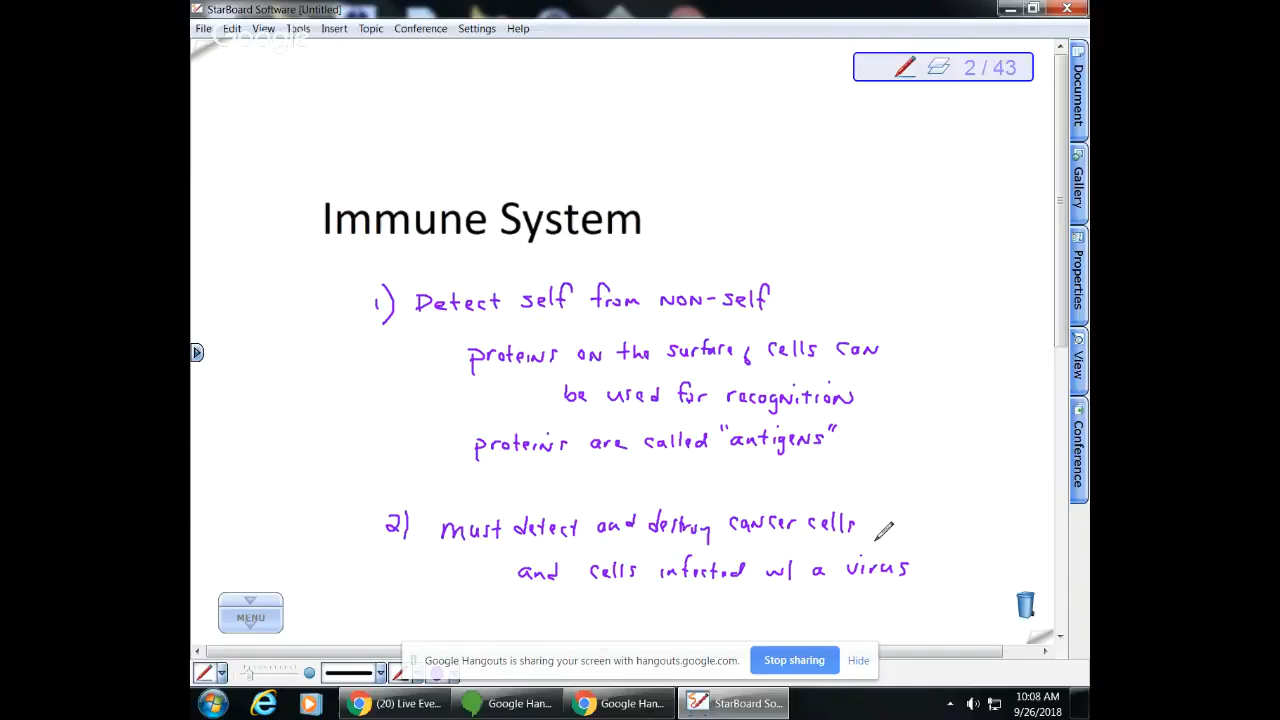 StarBoard Software [Untitled]
File Edit View Tools Insert Topic Conference Settings Help
Google
2 / 43
Document
Gallery
Properties
View
Conference
Immune System
1) Detect self from non-self
proteins on the surface of cells can
be used for recognition
proteins are called "antigens"
2) must detect and destroy cancer cells
and cells infected w/ a virus
MENU
Google Hangouts is sharing your screen with hangouts.google.com.
Stop sharing
Hide
(20) Live Eve...
Google Han...
Google Han...
StarBoard So...
10:08 AM
9/26/2018